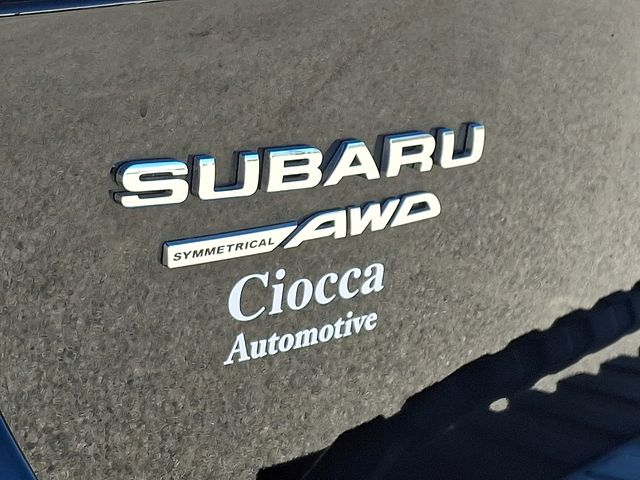 SUBARU
SYMMETRICAL AWD
Ciocca
Automotive